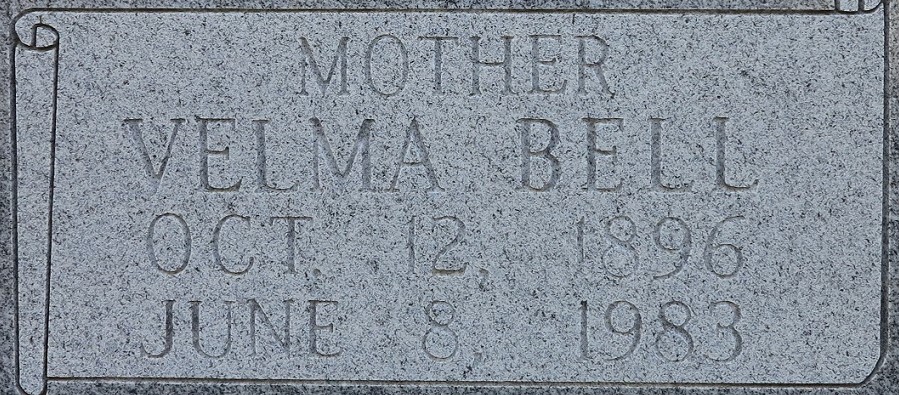 MOTHER
VELMA BELL
OCT. 12, 1896
JUNE 8, 1983